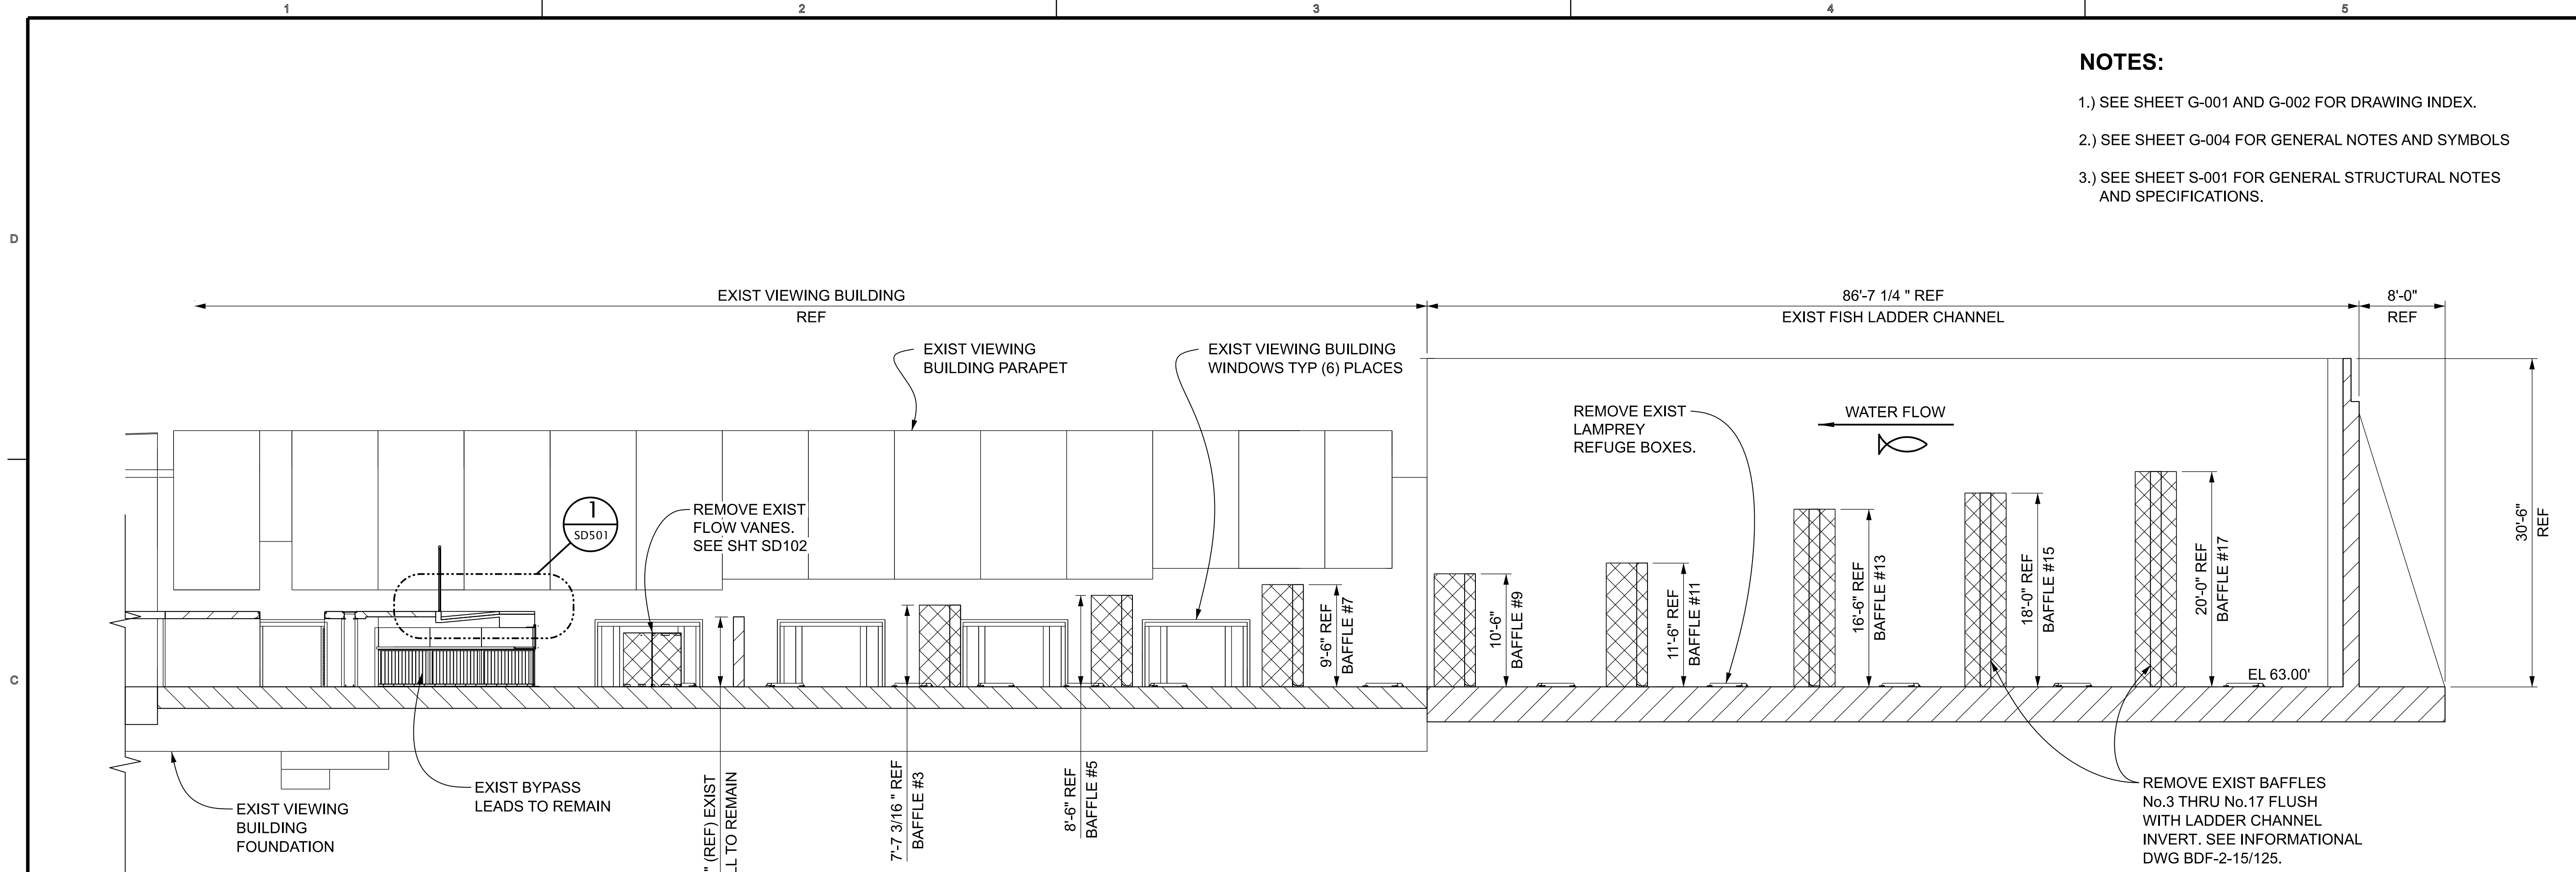 1
2
3
4
5
D
C
NOTES:
1.) SEE SHEET G-001 AND G-002 FOR DRAWING INDEX.
2.) SEE SHEET G-004 FOR GENERAL NOTES AND SYMBOLS
3.) SEE SHEET S-001 FOR GENERAL STRUCTURAL NOTES
AND SPECIFICATIONS.
EXIST VIEWING BUILDING
REF
86'-7 1/4 " REF
EXIST FISH LADDER CHANNEL
8'-0"
REF
EXIST VIEWING
BUILDING PARAPET
EXIST VIEWING BUILDING
WINDOWS TYP (6) PLACES
REMOVE EXIST
LAMPREY
REFUGE BOXES.
WATER FLOW
1
SD501
REMOVE EXIST
FLOW VANES.
SEE SHT SD102
30'-6"
REF
9'-6" REF
BAFFLE #7
10'-6"
BAFFLE #9
11'-6" REF
BAFFLE #11
16'-6" REF
BAFFLE #13
18'-0" REF
BAFFLE #15
20'-0" REF
BAFFLE #17
EL 63.00'
EXIST VIEWING
BUILDING
FOUNDATION
EXIST BYPASS
LEADS TO REMAIN
" (REF) EXIST
LL TO REMAIN
7'-7 3/16 " REF
BAFFLE #3
8'-6" REF
BAFFLE #5
REMOVE EXIST BAFFLES
No.3 THRU No.17 FLUSH
WITH LADDER CHANNEL
INVERT. SEE INFORMATIONAL
DWG BDF-2-15/125.